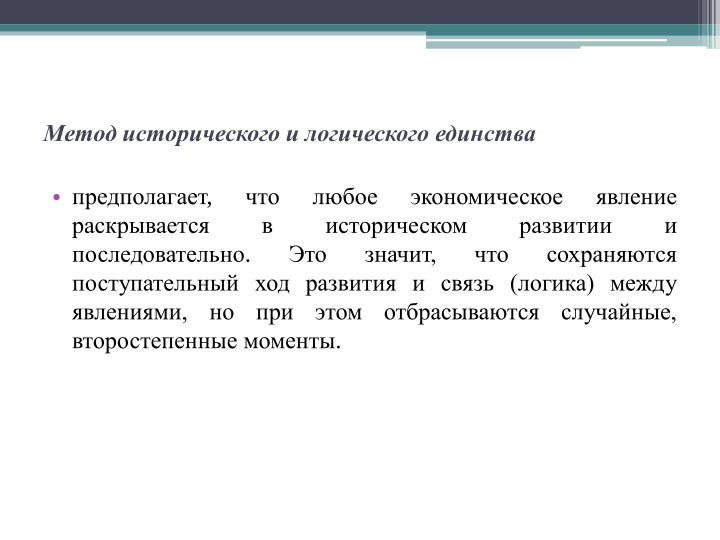 Метод исторического и логического единства
• предполагает, что любое экономическое явление
раскрывается в историческом развитии и
последовательно. Это значит, что сохраняются
поступательный ход развития и связь (логика) между
явлениями, но при этом отбрасываются случайные,
второстепенные моменты.